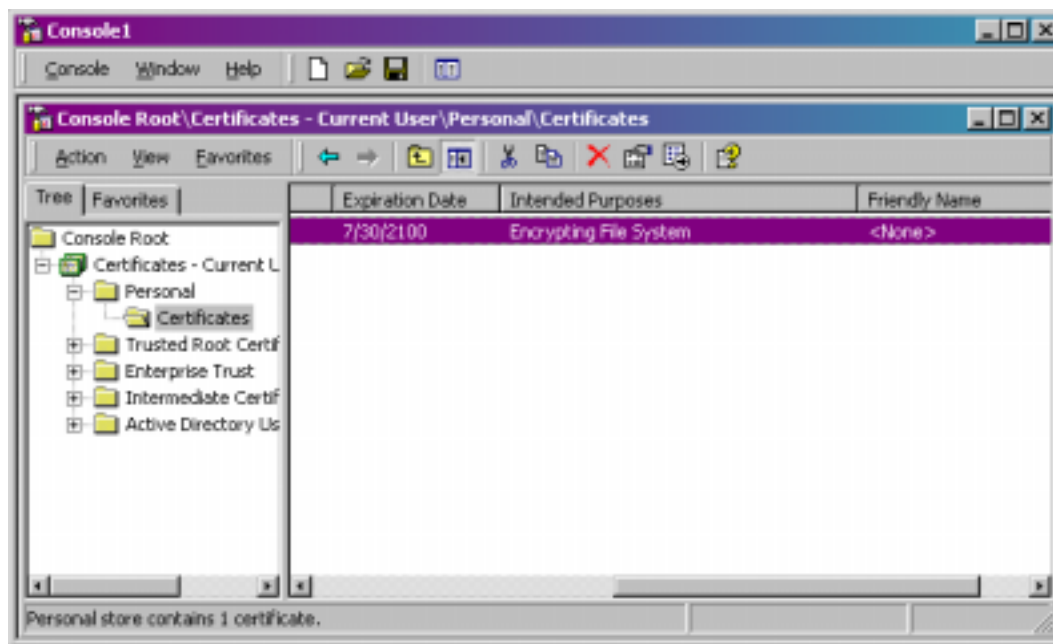 Console1
Console Window Help
Console Root\Certificates - Current User\Personal\Certificates
Action View Favorites
Tree Favorites
Expiration Date Intended Purposes Friendly Name
7/30/2100 Encrypting File System <None>
Console Root
Certificates - Current U
Personal
Certificates
Trusted Root Certif
Enterprise Trust
Intermediate Certif
Active Directory Us
Personal store contains 1 certificate.